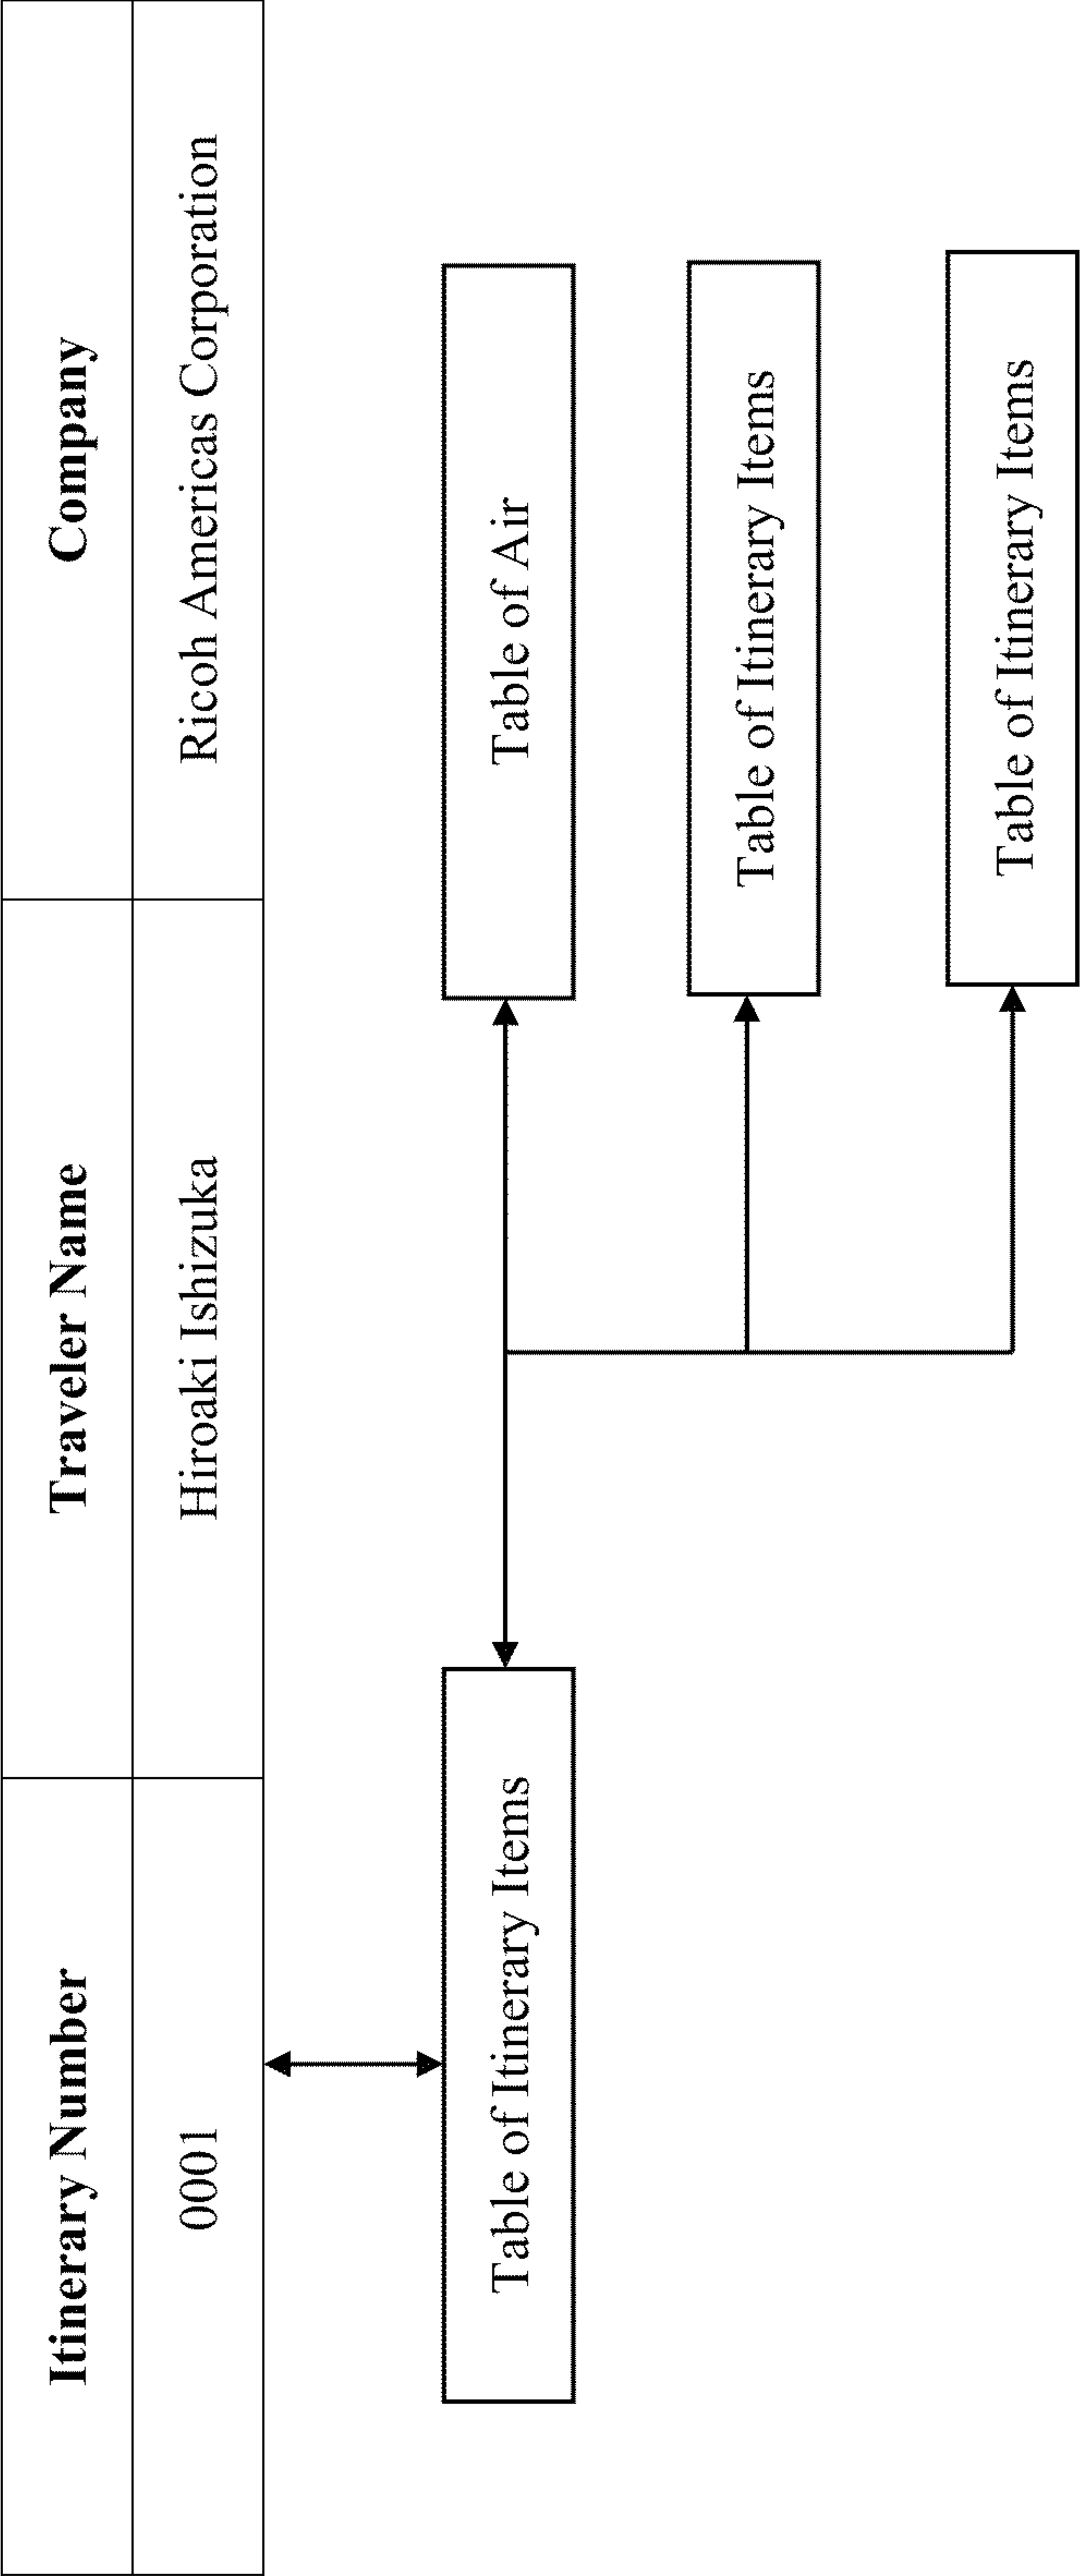 Itinerary Number
Traveler Name
Company
0001
Hiroaki Ishizuka
Ricoh Americas Corporation
Table of Itinerary Items
Table of Air
Table of Itinerary Items
Table of Itinerary Items